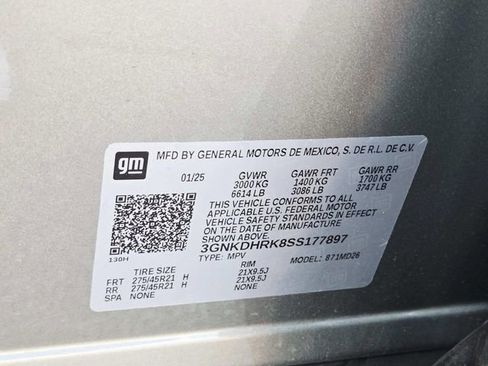 gm
MFD BY GENERAL MOTORS DE MEXICO, S. DE R.L. DE C.V.
01/25 GVWR GAWR FRT GAWR RR
3000 KG 1400 KG 1700 KG
6614 LB 3086 LB 3747 LB
THIS VEHICLE CONFORMS TO ALL
APPLICABLE U.S. FEDERAL MOTOR
VEHICLE SAFETY STANDARDS IN EFFECT
ON THE DATE OF MANUFACTURE
SHOWN ABOVE.
3GNKDHRK8SS177897
130H TYPE: MPV MODEL: 871MD26
TIRE SIZE RIM
FRT 275/45R21 H 21X9.5J
RR 275/45R21 H 21X9.5J
SPA NONE NONE